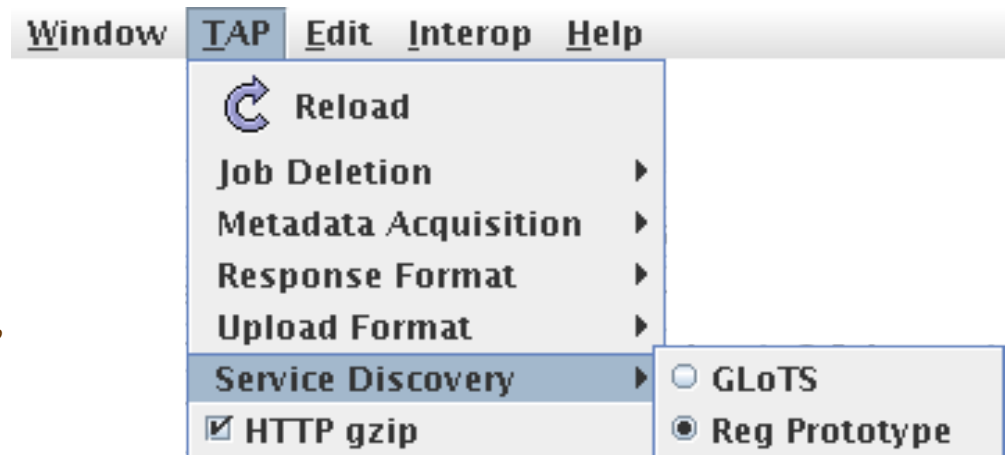 Window TAP Edit Interop Help
Reload
Job Deletion
Metadata Acquisition
Response Format
Upload Format
Service Discovery
GLoTS
HTTP gzip
Reg Prototype